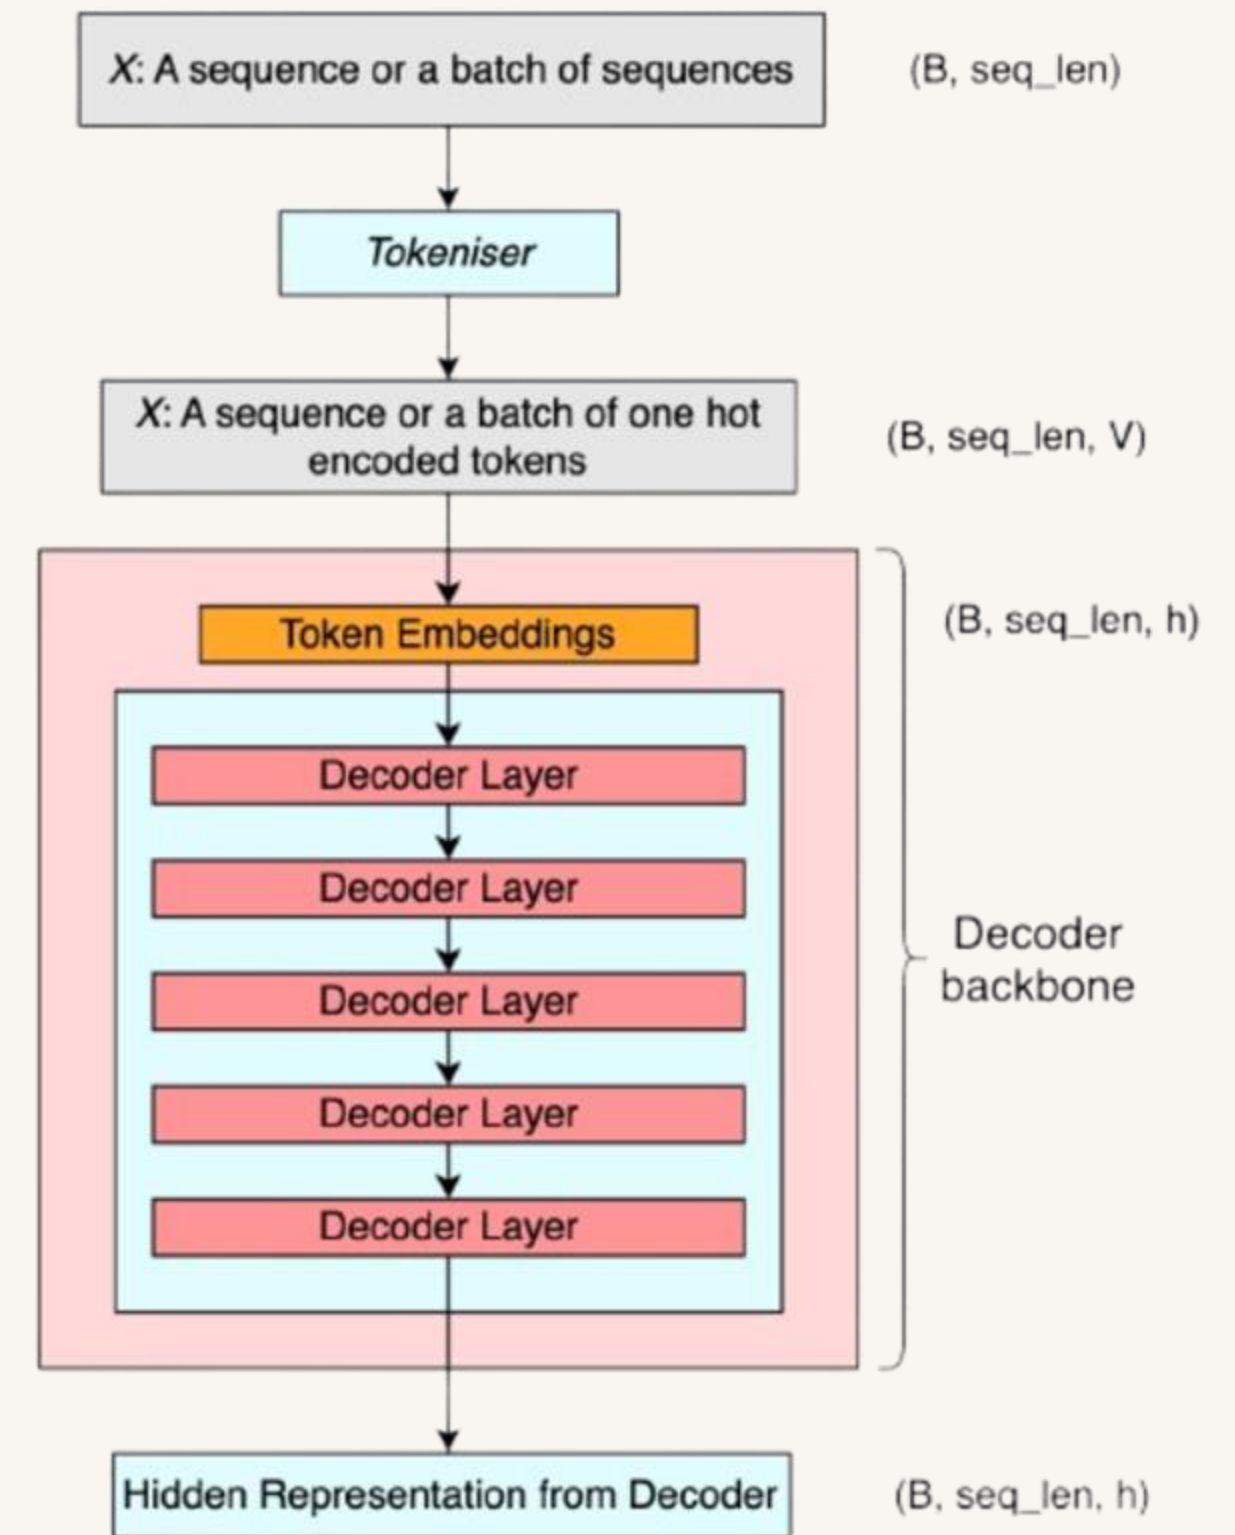 X: A sequence or a batch of sequences
(B, seq_len)
Tokeniser
X: A sequence or a batch of one hot
encoded tokens
(B, seq_len, V)
Token Embeddings
(B, seq_len, h)
Decoder Layer
Decoder Layer
Decoder Layer
Decoder Layer
Decoder Layer
Decoder
backbone
Hidden Representation from Decoder
(B, seq_len, h)